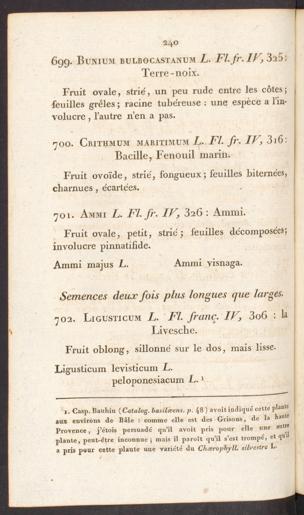 240
699. BUNIUM BULBOCASTANUM L. Fl. fr. IV, 325:
Terre-noix.
Fruit ovale, strié, un peu rude entre les côtes;
feuilles grêles; racine tubéreuse : une espèce a l'in-
volucre, l'autre n'en a pas.
700. CRITHMUM MARITIMUM L. Fl. fr. IV, 316:
Bacille, Fenouil marin.
Fruit ovoïde, strié, fongueux; feuilles biternées,
charnues, écartées.
701. AMMI L. Fl. fr. IV, 326 : Ammi.
Fruit ovale, petit, strié; feuilles décomposées;
involucre pinnatifide.
Ammi majus L. Ammi visnaga.
Semences deux fois plus longues que larges.
702. LIGUSTICUM L. Fl. franç. IV, 306 : la
Livesche.
Fruit oblong, sillonné sur le dos, mais lisse.
Ligusticum levisticum L.
peloponesiacum L. 1
1. Casp. Bauhin (Catalog. basileens. p. 48) avoit indiqué cette plante
aux environs de Bâle : comme elle est des Grisons, de la haute
Provence, j'étois persuadé qu'il avoit pris pour elle une autre
plante, peut-être inconnue; mais il paroît qu'il s'est trompé, et qu'il
a pris pour cette plante une variété du Chærophyll. silvestre L.